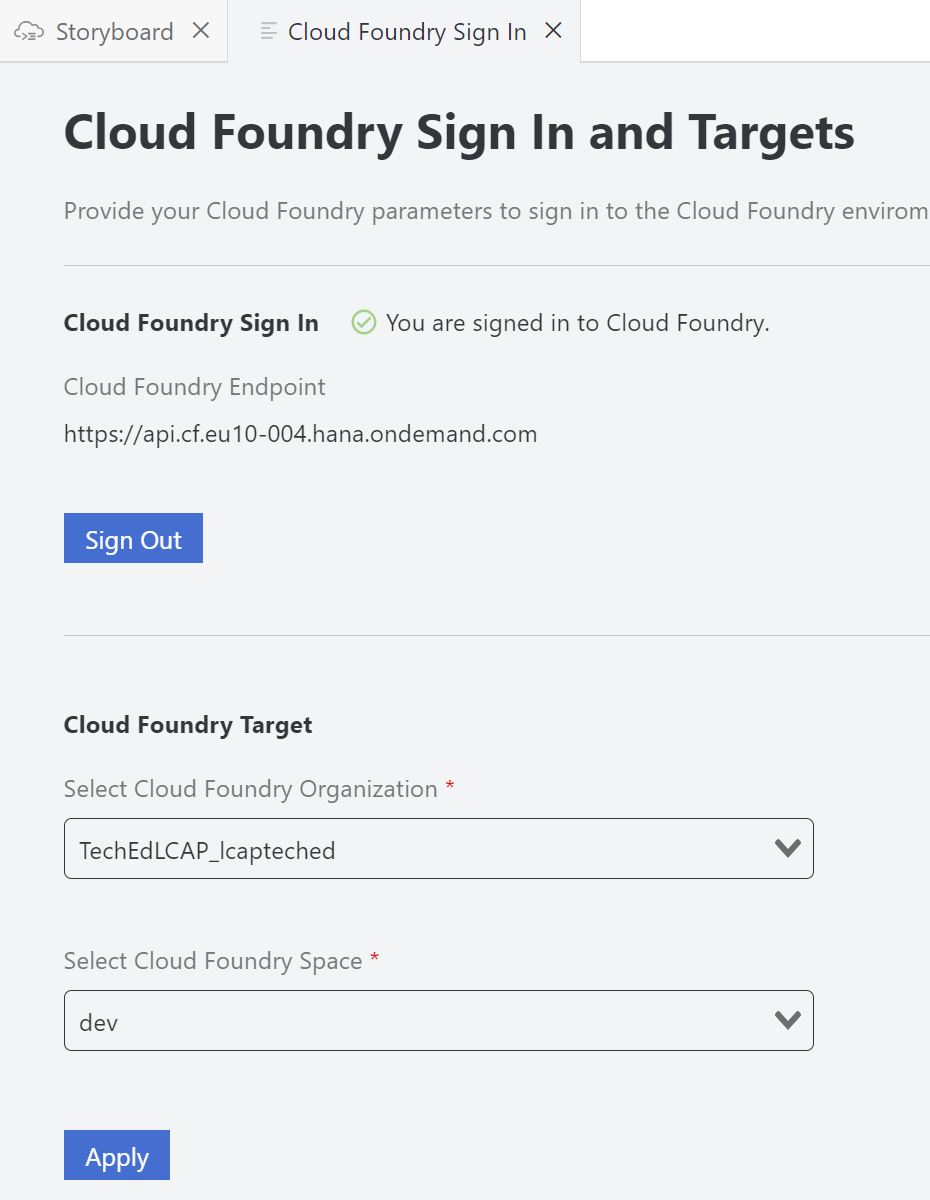 Storyboard
Cloud Foundry Sign In
Cloud Foundry Sign In and Targets
Provide your Cloud Foundry parameters to sign in to the Cloud Foundry envirom
Cloud Foundry Sign In You are signed in to Cloud Foundry.
Cloud Foundry Endpoint
https://api.cf.eu10-004.hana.ondemand.com
Sign Out
Cloud Foundry Target
Select Cloud Foundry Organization *
TechEdLCAP_lcapteched
Select Cloud Foundry Space *
dev
Apply